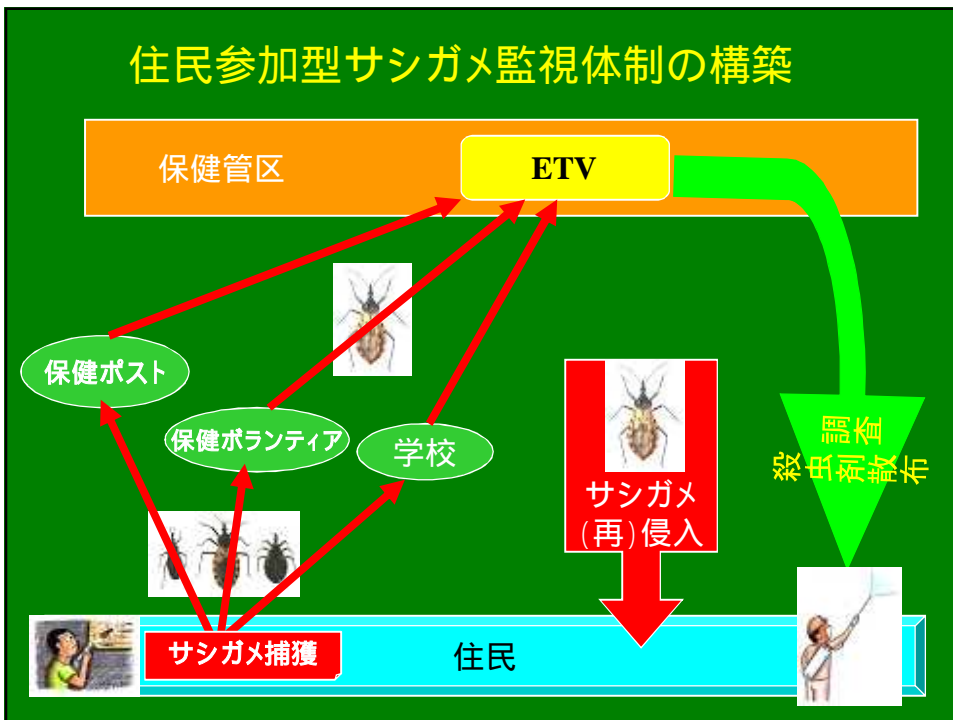 住民参加型サシガメ監視体制の構築
保健管区
ETV
保健ポスト
保健ボランティア
学校
サシガメ
(再)侵入
調査
殺虫剤散布
サシガメ捕獲
住民